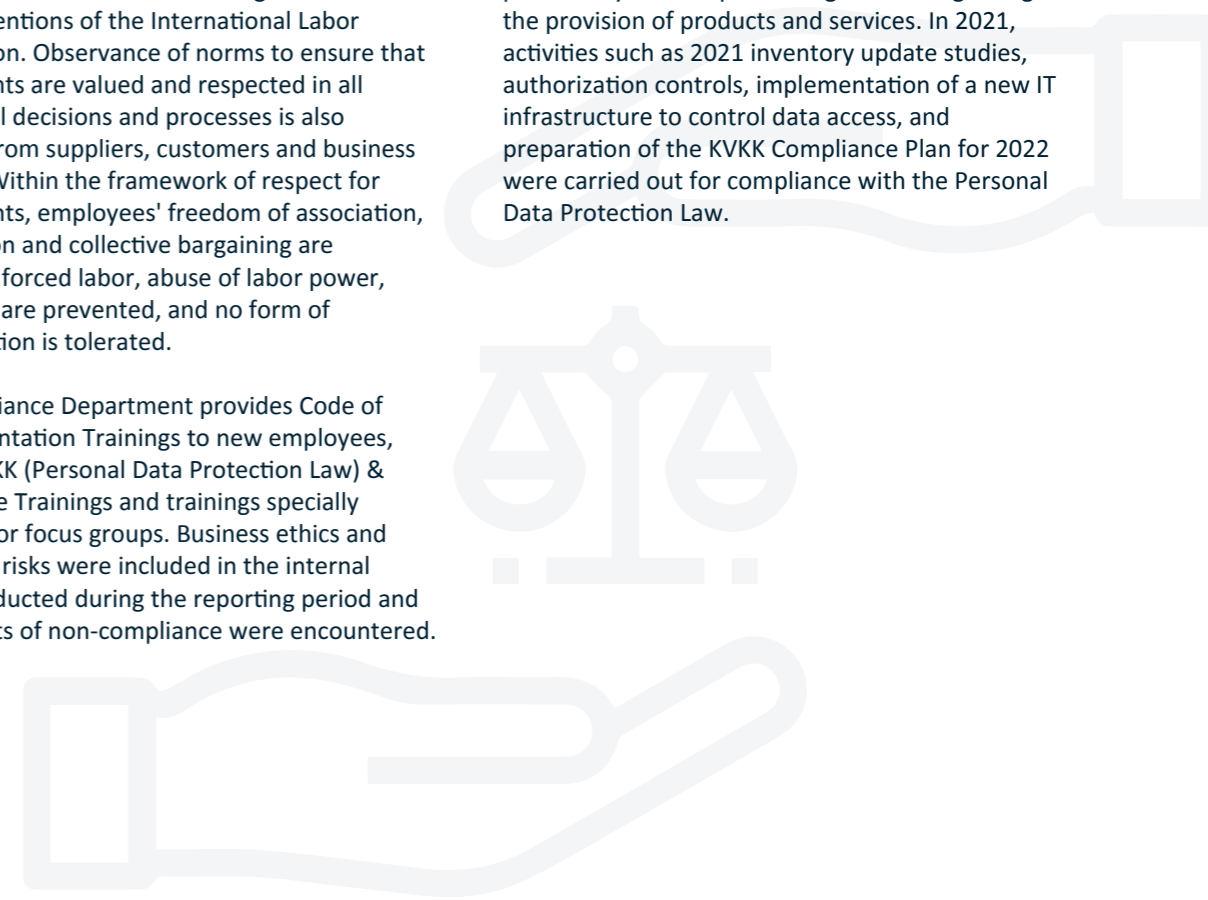 entions of the International Labor
on. Observance of norms to ensure that
nts are valued and respected in all
l decisions and processes is also
rom suppliers, customers and business
Within the framework of respect for
nts, employees' freedom of association,
on and collective bargaining are
forced labor, abuse of labor power,
are prevented, and no form of
tion is tolerated.
iance Department provides Code of
ntation Trainings to new employees,
KK (Personal Data Protection Law) &
e Trainings and trainings specially
or focus groups. Business ethics and
risks were included in the internal
ducted during the reporting period and
ts of non-compliance were encountered.
the provision of products and services. In 2021,
activities such as 2021 inventory update studies,
authorization controls, implementation of a new IT
infrastructure to control data access, and
preparation of the KVKK Compliance Plan for 2022
were carried out for compliance with the Personal
Data Protection Law.